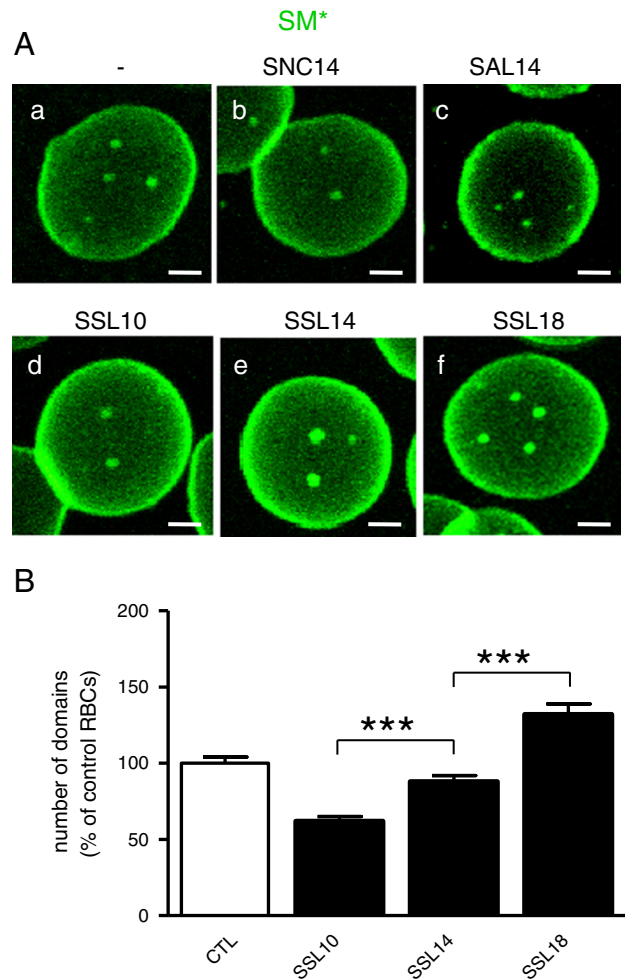 SM*
A
- SNC14 SAL14
a b c
SSL10 SSL14 SSL18
d e f
B
number of domains
(% of control RBCs)
200
150
100
50
0
***
***
CTL SSL10 SSL14 SSL18